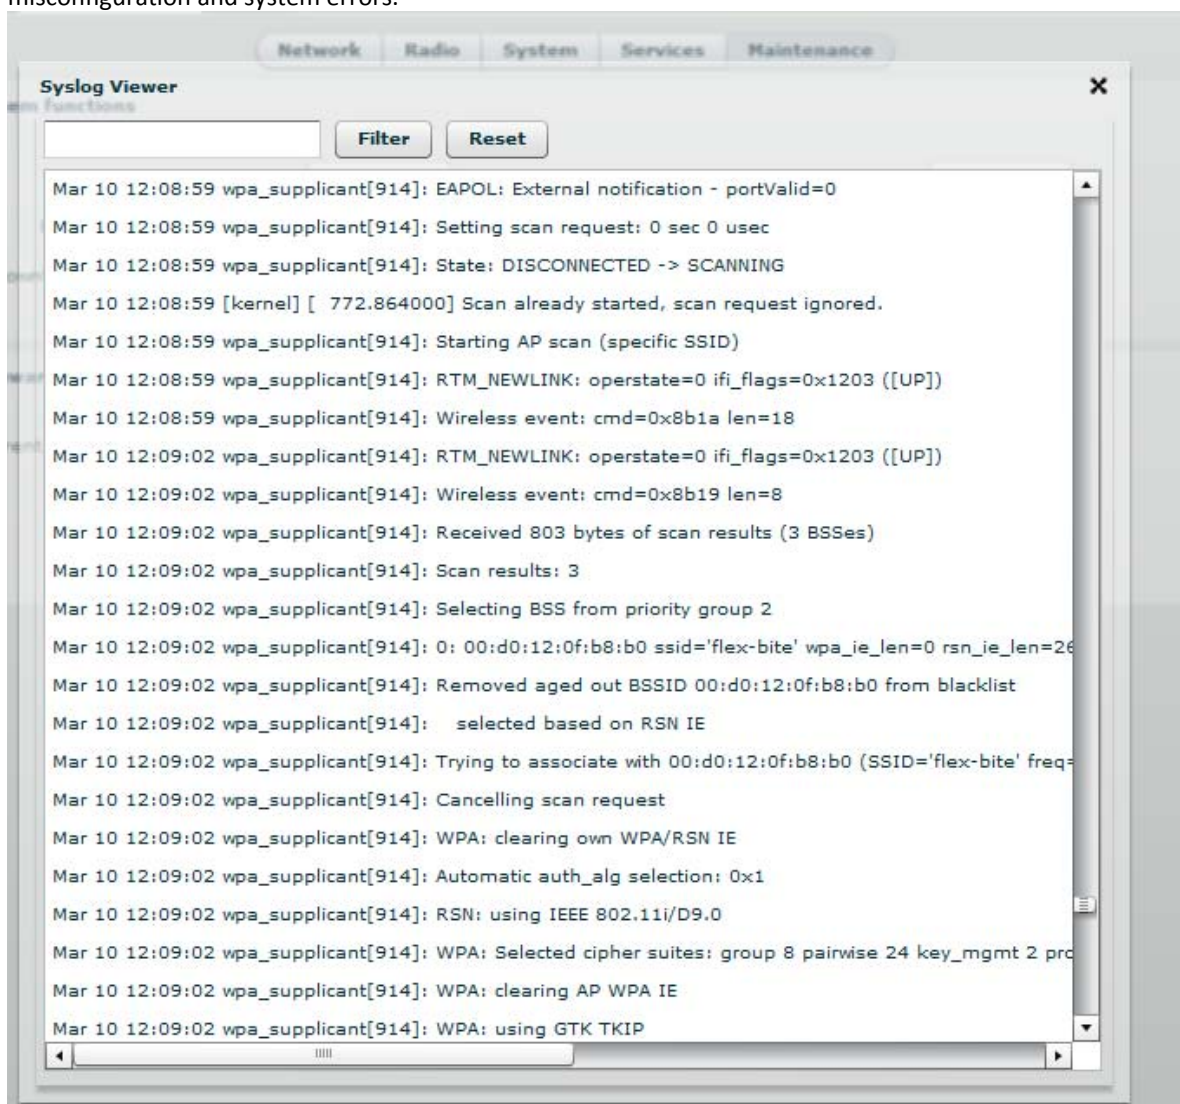 misconfiguration and system errors.
Network Radio System Services Maintenance
Syslog Viewer
functions
Filter Reset
Mar 10 12:08:59 wpa_supplicant[914]: EAPOL: External notification - portValid=0
Mar 10 12:08:59 wpa_supplicant[914]: Setting scan request: 0 sec 0 usec
Mar 10 12:08:59 wpa_supplicant[914]: State: DISCONNECTED -> SCANNING
Mar 10 12:08:59 [kernel] [ 772.864000] Scan already started, scan request ignored.
Mar 10 12:08:59 wpa_supplicant[914]: Starting AP scan (specific SSID)
Mar 10 12:08:59 wpa_supplicant[914]: RTM_NEWLINK: operstate=0 ifi_flags=0x1203 ([UP])
Mar 10 12:08:59 wpa_supplicant[914]: Wireless event: cmd=0x8b1a len=18
Mar 10 12:09:02 wpa_supplicant[914]: RTM_NEWLINK: operstate=0 ifi_flags=0x1203 ([UP])
Mar 10 12:09:02 wpa_supplicant[914]: Wireless event: cmd=0x8b19 len=8
Mar 10 12:09:02 wpa_supplicant[914]: Received 803 bytes of scan results (3 BSSes)
Mar 10 12:09:02 wpa_supplicant[914]: Scan results: 3
Mar 10 12:09:02 wpa_supplicant[914]: Selecting BSS from priority group 2
Mar 10 12:09:02 wpa_supplicant[914]: 0: 00:d0:12:0f:b8:b0 ssid='flex-bite' wpa_ie_len=0 rsn_ie_len=26
Mar 10 12:09:02 wpa_supplicant[914]: Removed aged out BSSID 00:d0:12:0f:b8:b0 from blacklist
Mar 10 12:09:02 wpa_supplicant[914]: selected based on RSN IE
Mar 10 12:09:02 wpa_supplicant[914]: Trying to associate with 00:d0:12:0f:b8:b0 (SSID='flex-bite' freq=
Mar 10 12:09:02 wpa_supplicant[914]: Cancelling scan request
Mar 10 12:09:02 wpa_supplicant[914]: WPA: clearing own WPA/RSN IE
Mar 10 12:09:02 wpa_supplicant[914]: Automatic auth_alg selection: 0x1
Mar 10 12:09:02 wpa_supplicant[914]: RSN: using IEEE 802.11i/D9.0
Mar 10 12:09:02 wpa_supplicant[914]: WPA: Selected cipher suites: group 8 pairwise 24 key_mgmt 2 pro
Mar 10 12:09:02 wpa_supplicant[914]: WPA: clearing AP WPA IE
Mar 10 12:09:02 wpa_supplicant[914]: WPA: using GTK TKIP